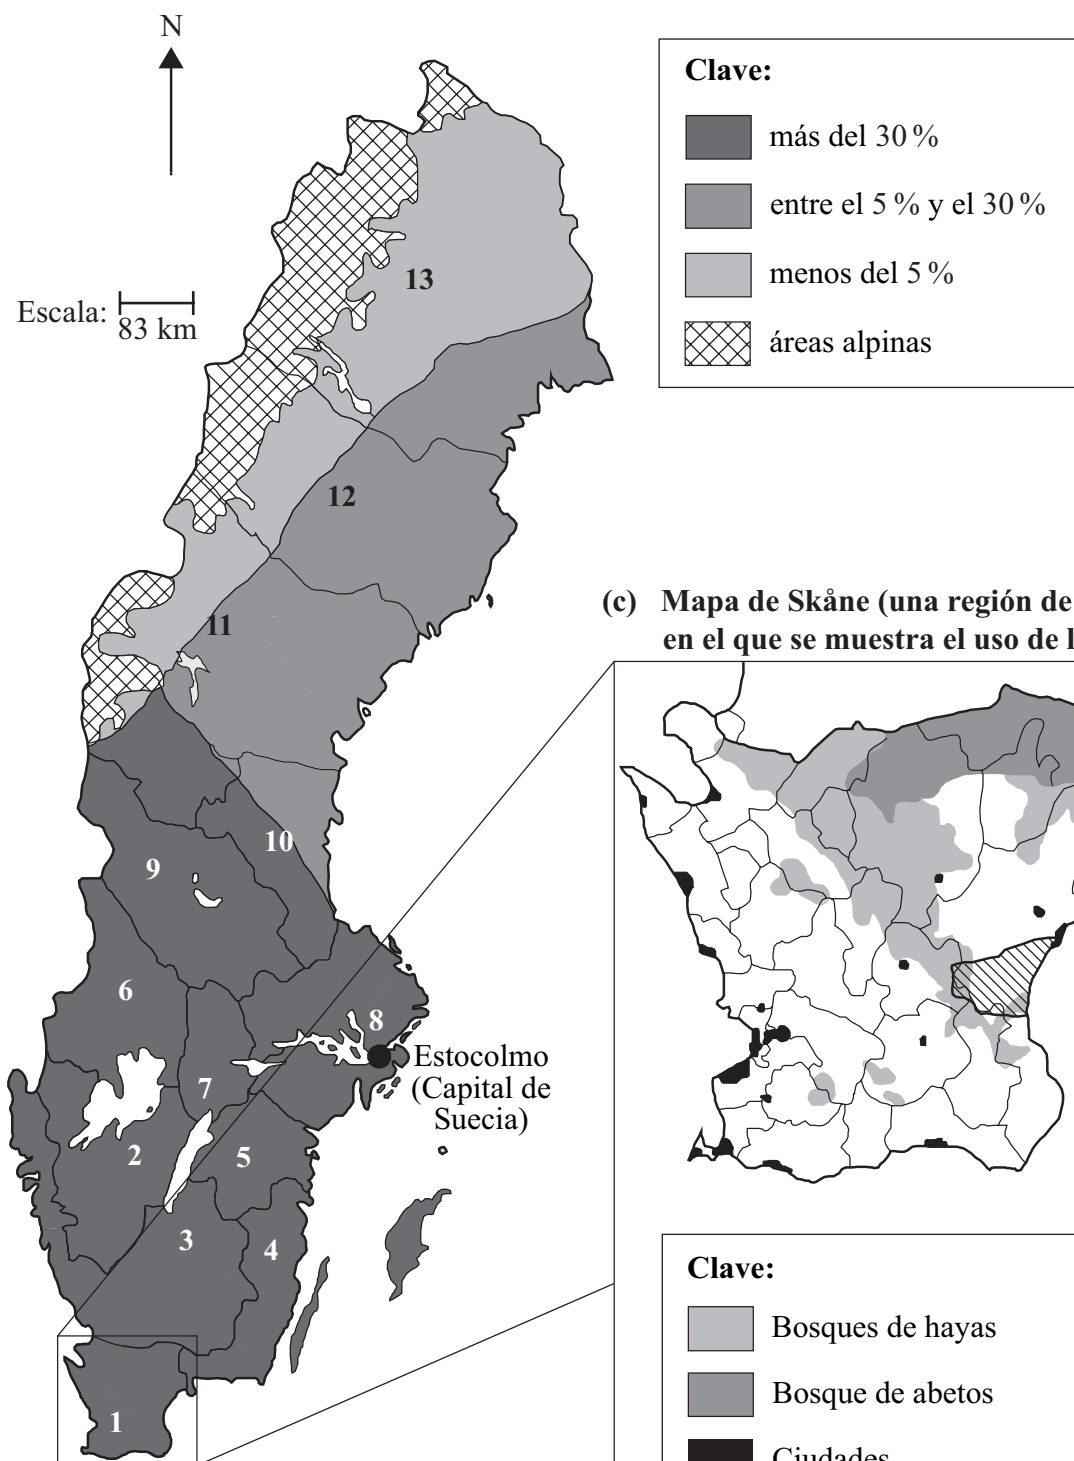 N
Clave:
más del 30 %
entre el 5 % y el 30 %
menos del 5 %
áreas alpinas
Escala:
83 km
13
12
11
(c) Mapa de Skåne (una región de
en el que se muestra el uso de l
10
9
6
8
Estocolmo
(Capital de
Suecia)
7
2
5
3
4
1
Clave:
Bosques de hayas
Bosque de abetos
Ciudades